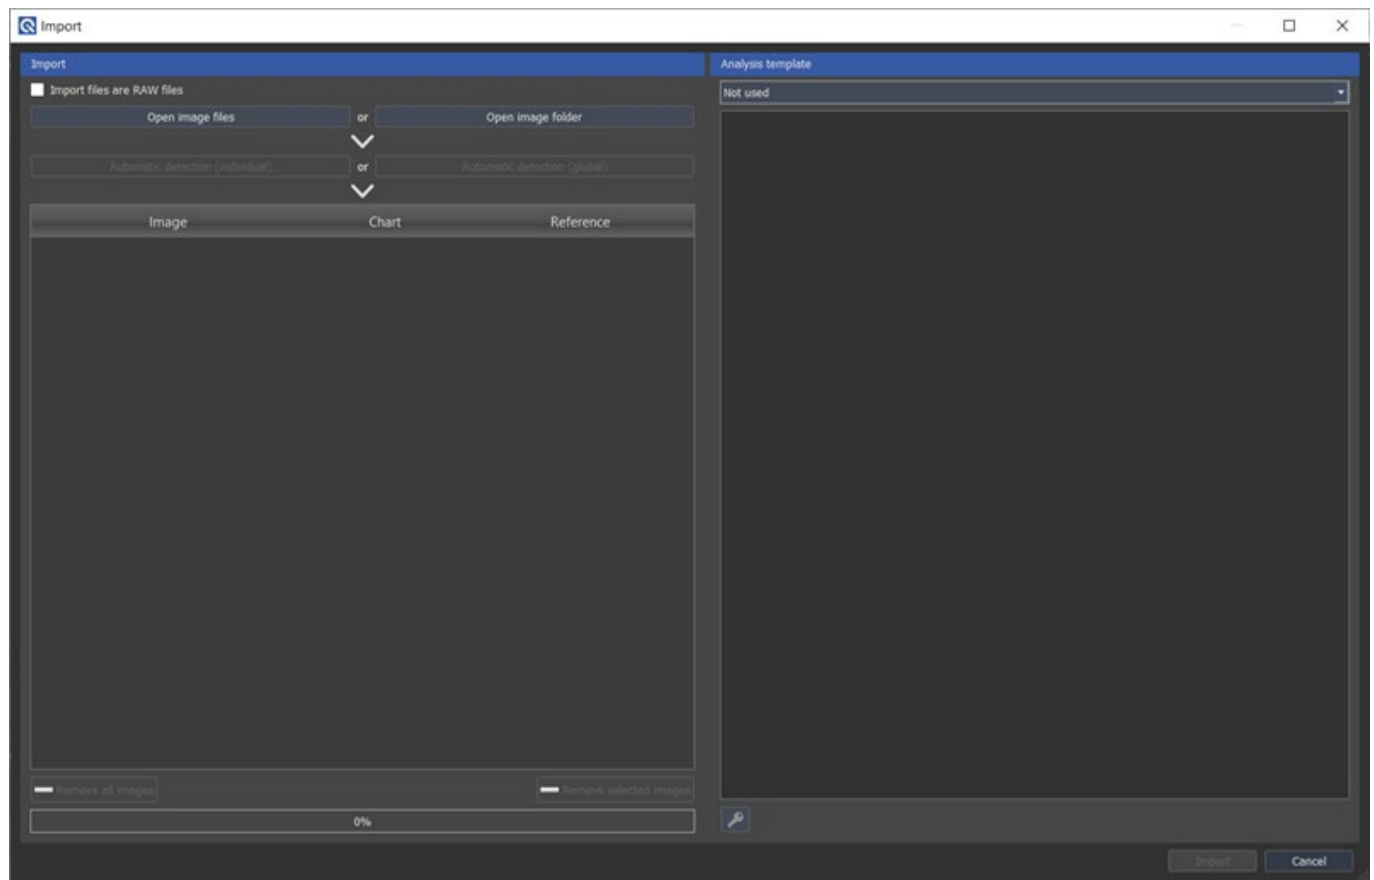 Import
Import
Import files are RAW files
Open image files or Open image folder
Automatic detection (individual) or Automatic detection (global)
Image Chart Reference
Remove all images Remove selected images
0%
Analysis template
Not used
Import Cancel